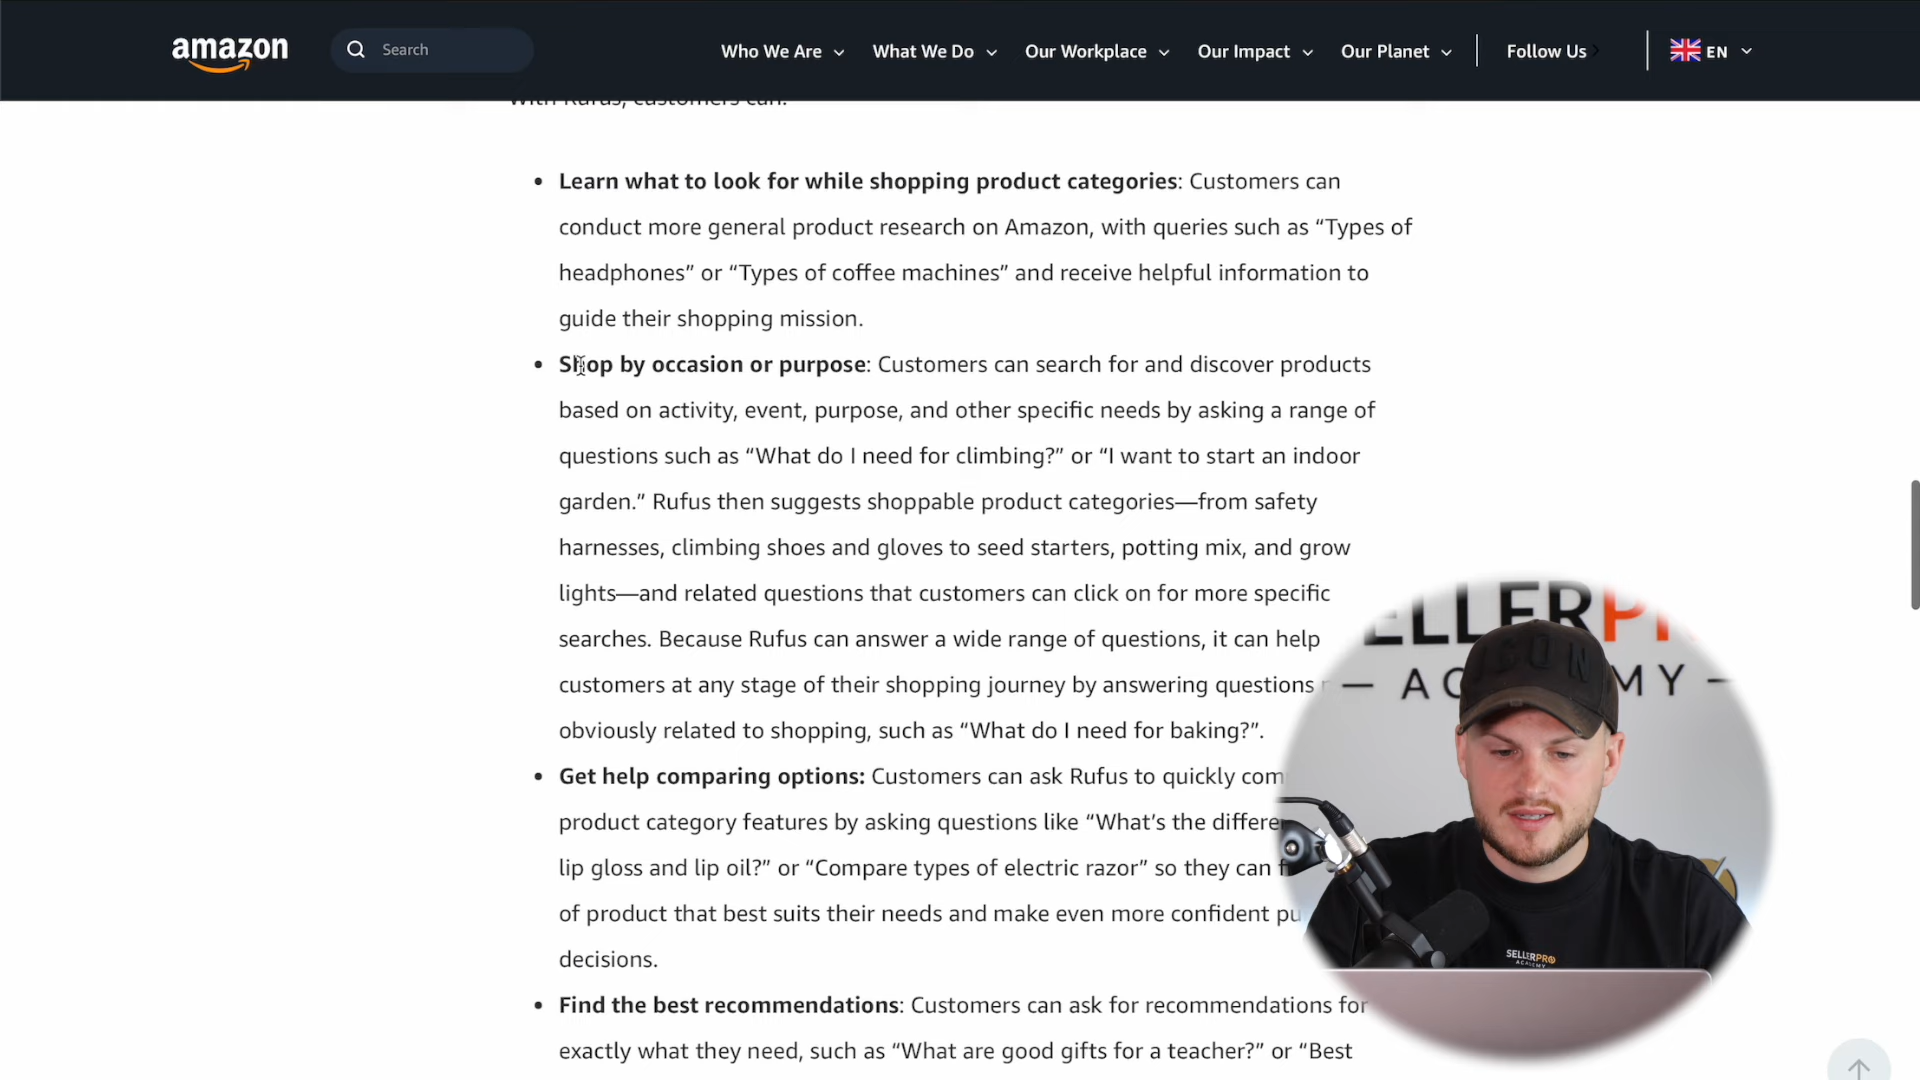 amazon
Search
Who We Are
What We Do
Our Workplace
Our Impact
Our Planet
Follow Us
EN
With Rufus, customers can:
• Learn what to look for while shopping product categories: Customers can
conduct more general product research on Amazon, with queries such as “Types of
headphones” or “Types of coffee machines” and receive helpful information to
guide their shopping mission.
• Shop by occasion or purpose: Customers can search for and discover products
based on activity, event, purpose, and other specific needs by asking a range of
questions such as “What do I need for climbing?” or “I want to start an indoor
garden.” Rufus then suggests shoppable product categories—from safety
harnesses, climbing shoes and gloves to seed starters, potting mix, and grow
lights—and related questions that customers can click on for more specific
searches. Because Rufus can answer a wide range of questions, it can help
customers at any stage of their shopping journey by answering questions
obviously related to shopping, such as “What do I need for baking?”.
• Get help comparing options: Customers can ask Rufus to quickly com
product category features by asking questions like “What’s the differe
lip gloss and lip oil?” or “Compare types of electric razor” so they can f
of product that best suits their needs and make even more confident pu
decisions.
• Find the best recommendations: Customers can ask for recommendations for
exactly what they need, such as “What are good gifts for a teacher?” or “Best
ELLERP
— AC MY —
ICON
SELLERPRO
ACADEMY